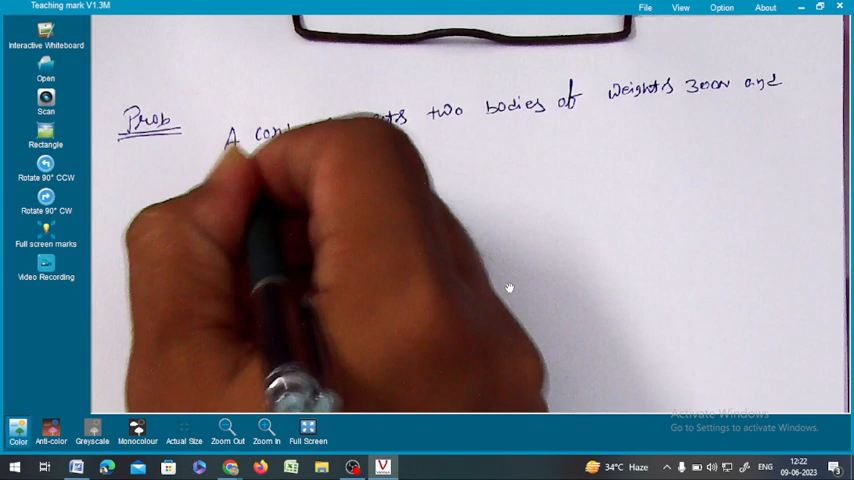 Teaching mark V1.3M
File View Option About
Interactive Whiteboard
Open
Scan
Rectangle
Rotate 90° CCW
Rotate 90° CW
Full screen marks
Video Recording
Prob
A two bodies of weights 300N and
Activate Windows
Go to Settings to activate Windows.
Color Anti-color Greyscale Monocolour Actual Size Zoom Out Zoom In Full Screen
34°C Haze ENG 12:22
09-06-2023
3